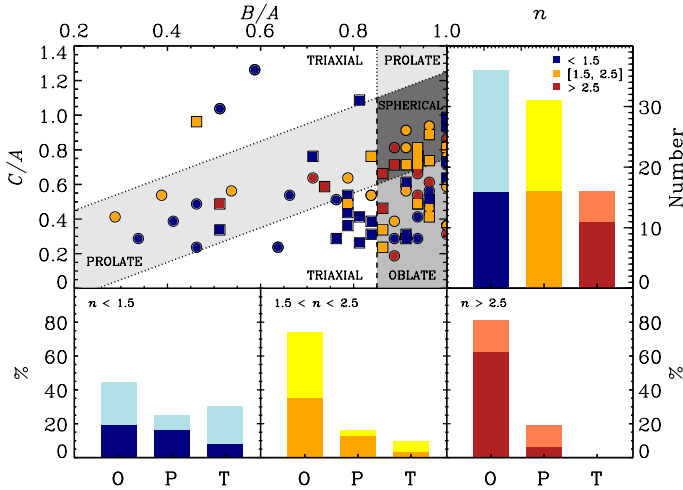 B/A
n
0.2 0.4 0.6 0.8 1.0
1.4
1.2
1.0
0.8
0.6
0.4
0.2
0
C/A
TRIAXIAL
PROLATE
SPHERICAL
PROLATE
TRIAXIAL
OBLATE
< 1.5
[1.5, 2.5]
> 2.5
30
20
10
0
Number
n < 1.5
1.5 < n < 2.5
n > 2.5
80
60
40
20
0
%
80
60
40
20
0
%
O P T
O P T
O P T